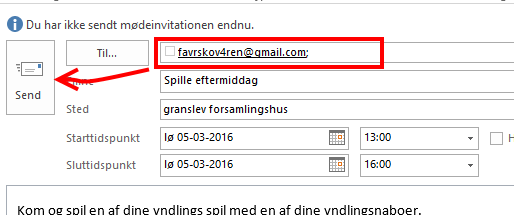 Du har ikke sendt mødeinvitationen endnu.
Til...
favrskov4ren@gmail.com;
Send
Spille eftermiddag
Sted
granslev forsamlingshus
Starttidspunkt
lø 05-03-2016
13:00
H
Sluttidspunkt
lø 05-03-2016
16:00
Kom og spil en af dine yndlings spil med en af dine yndlingsnaboer.